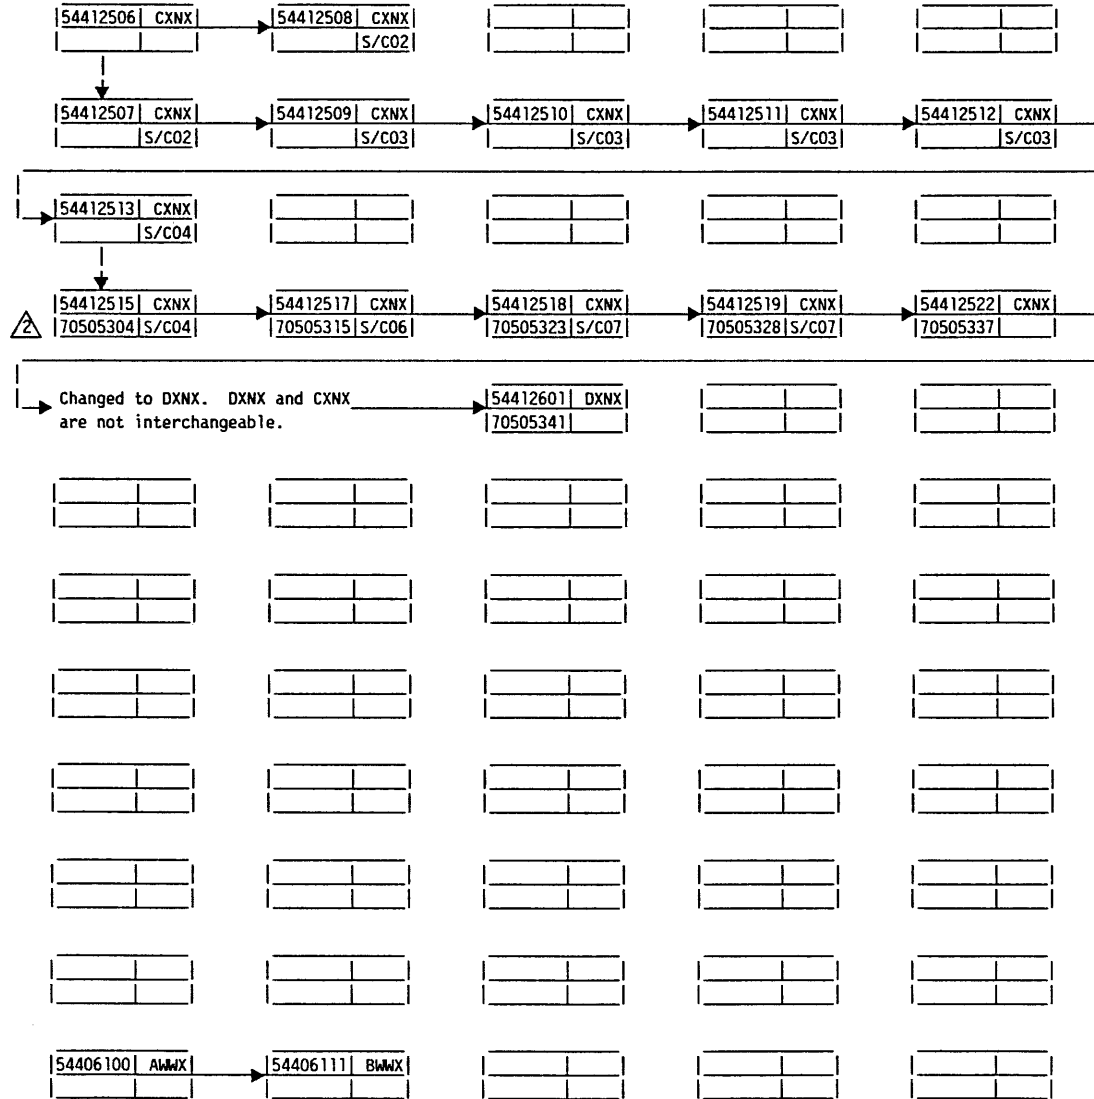 54412506 CXNX 54412508 CXNX
S/C02
54412507 CXNX 54412509 CXNX 54412510 CXNX 54412511 CXNX 54412512 CXNX
S/C02 S/C03 S/C03 S/C03 S/C03
54412513 CXNX
S/C04
54412515 CXNX 54412517 CXNX 54412518 CXNX 54412519 CXNX 54412522 CXNX
2 70505304 S/C04 70505315 S/C06 70505323 S/C07 70505328 S/C07 70505337
Changed to DXNX. DXNX and CXNX 54412601 DXNX
are not interchangeable. 70505341
54406100 AWWX 54406111 BWWX